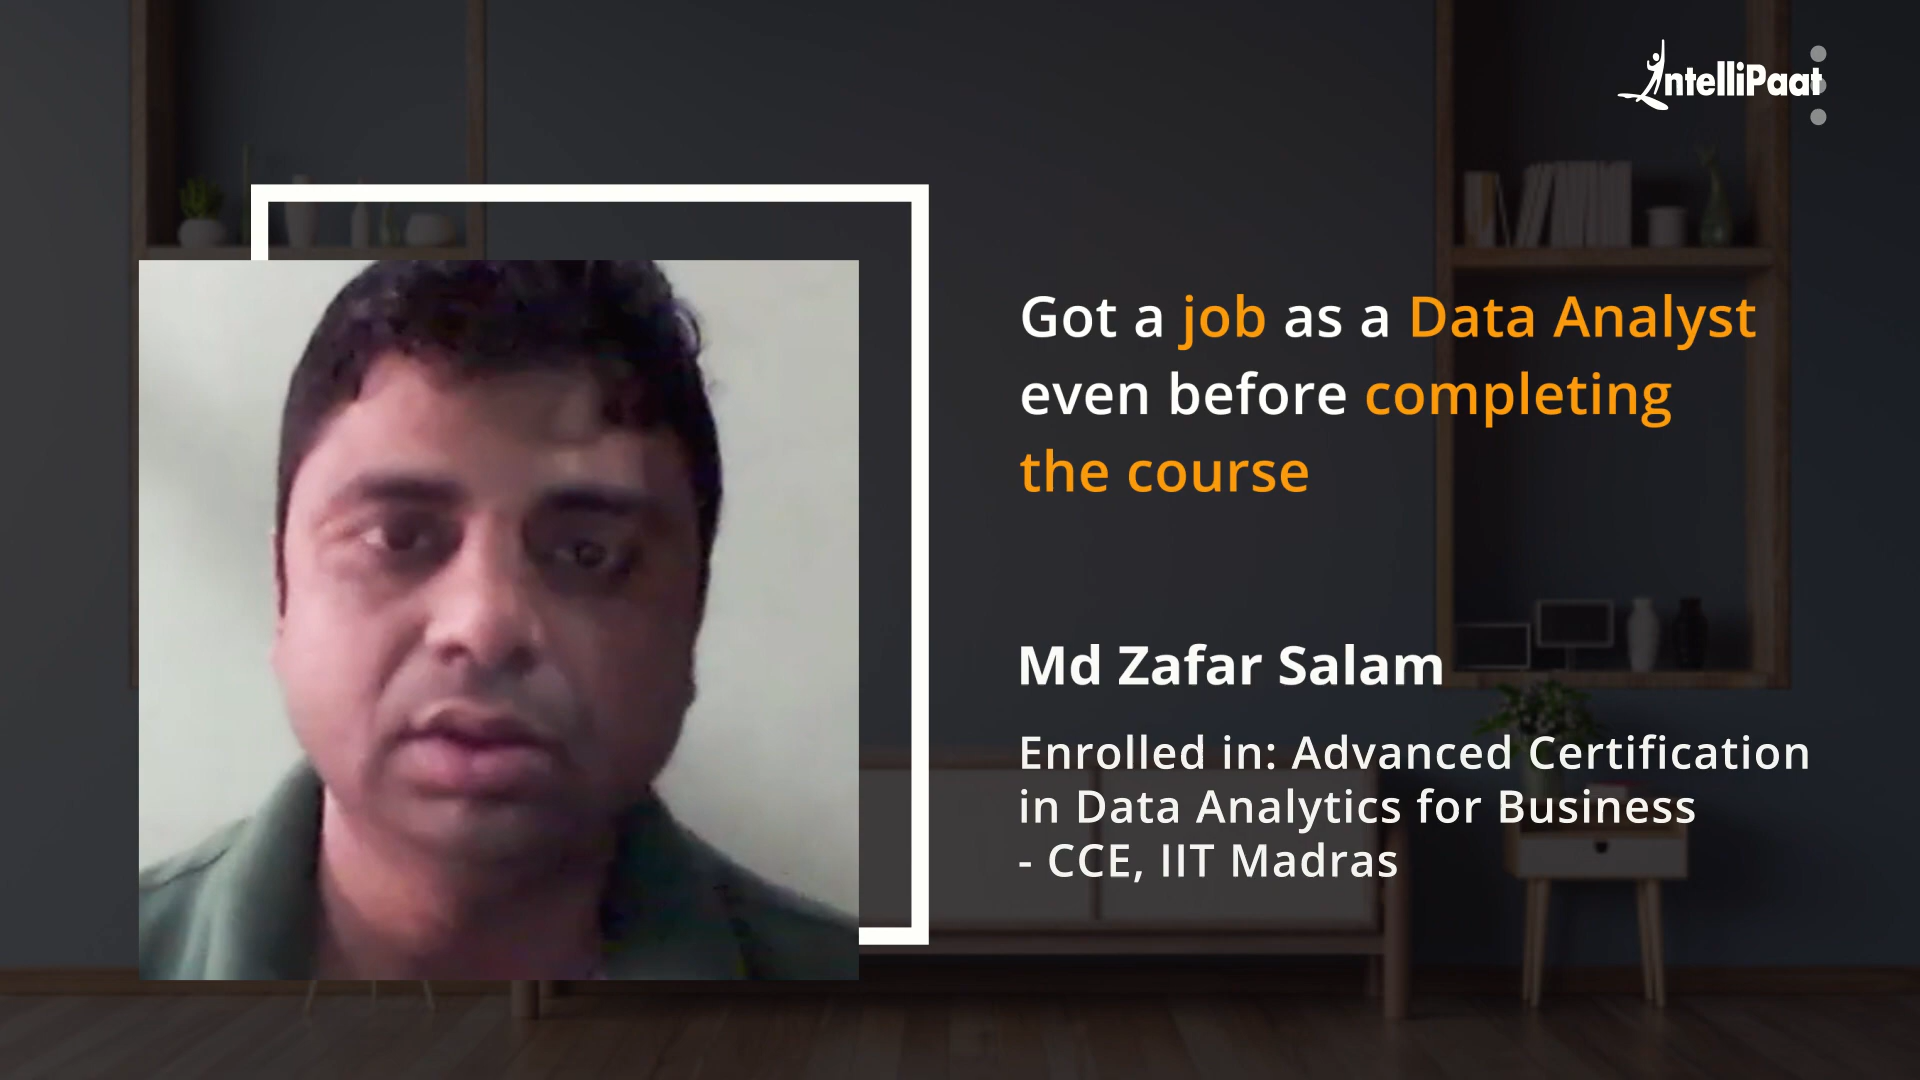 IntelliPaat
Got a job as a Data Analyst
even before completing
the course
Md Zafar Salam
Enrolled in: Advanced Certification
in Data Analytics for Business
- CCE, IIT Madras